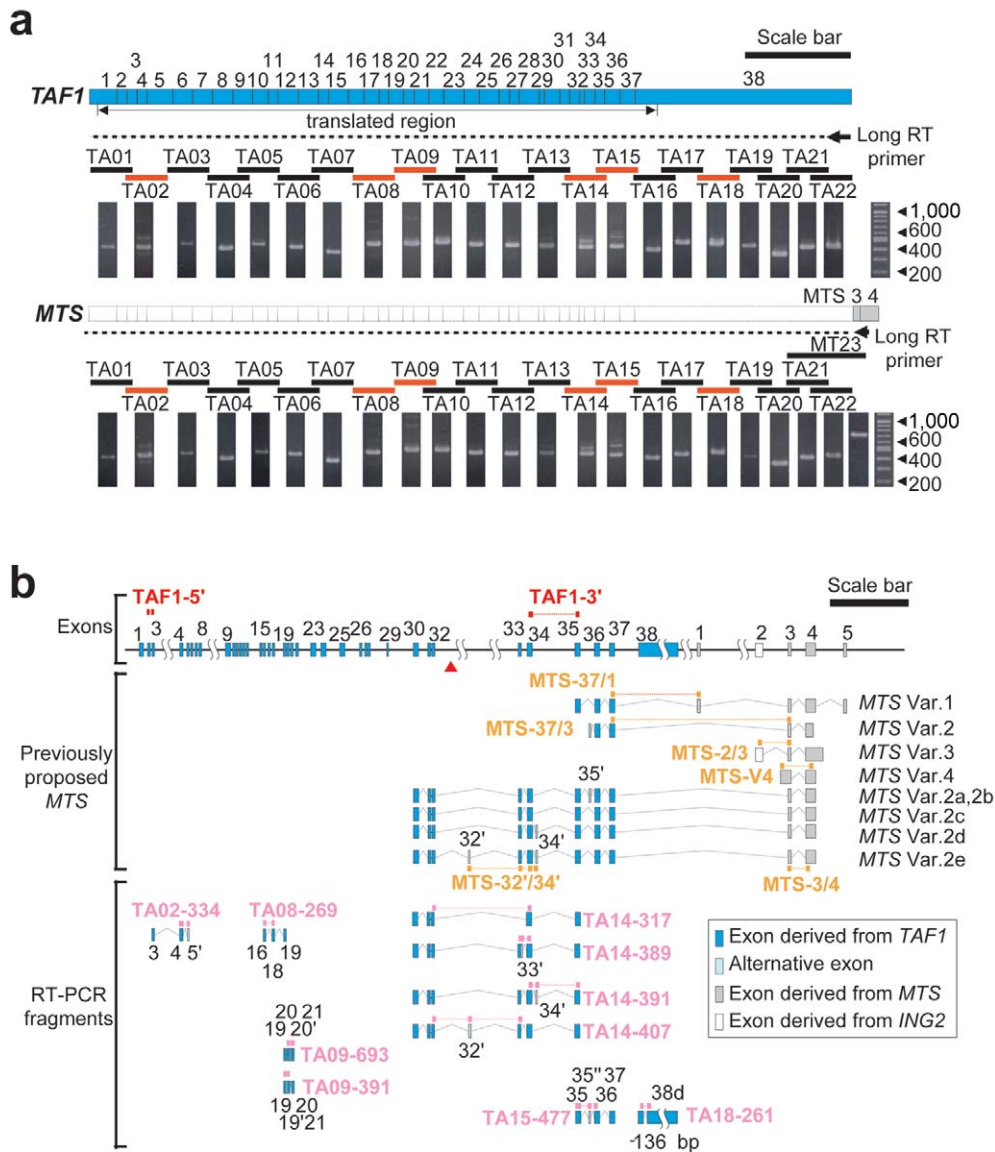 a
31 34
3 11 14 16 18 20 22 24 26 28 30 33 36
1 2 4 5 6 7 8 9 10 12 13 15 17 19 21 23 25 27 29 32 35 37 38
Scale bar
TAF1
translated region
Long RT
primer
TA01 TA03 TA05 TA07 TA09 TA11 TA13 TA15 TA17 TA19 TA21
TA02 TA04 TA06 TA08 TA10 TA12 TA14 TA16 TA18 TA20 TA22
1,000
600
400
200
MTS 3 4
MTS
Long RT
primer
MT23
TA01 TA03 TA05 TA07 TA09 TA11 TA13 TA15 TA17 TA19 TA21
TA02 TA04 TA06 TA08 TA10 TA12 TA14 TA16 TA18 TA20 TA22
1,000
600
400
200
b
TAF1-5' TAF1-3' Scale bar
Exons
1 3 4 8 9 15 19 23 25 26 29 30 32 33 34 35 36 37 38 1 2 3 4 5
Previously
proposed
MTS
MTS-37/1
MTS Var.1
MTS-37/3
MTS Var.2
MTS-2/3
MTS Var.3
MTS-V4
MTS Var.4
35'
MTS Var.2a,2b
MTS Var.2c
MTS Var.2d
32' 34'
MTS Var.2e
MTS-32'/34' MTS-3/4
RT-PCR
fragments
TA02-334 TA08-269
3 4 5' 16 18 19
TA14-317
TA14-389
33'
TA14-391
34'
TA14-407
32'
20 21
19 20'
TA09-693
TA09-391
19 20
19'21
35" 37
35 36
TA15-477
38d
TA18-261
-136 bp
Exon derived from TAF1
Alternative exon
Exon derived from MTS
Exon derived from ING2